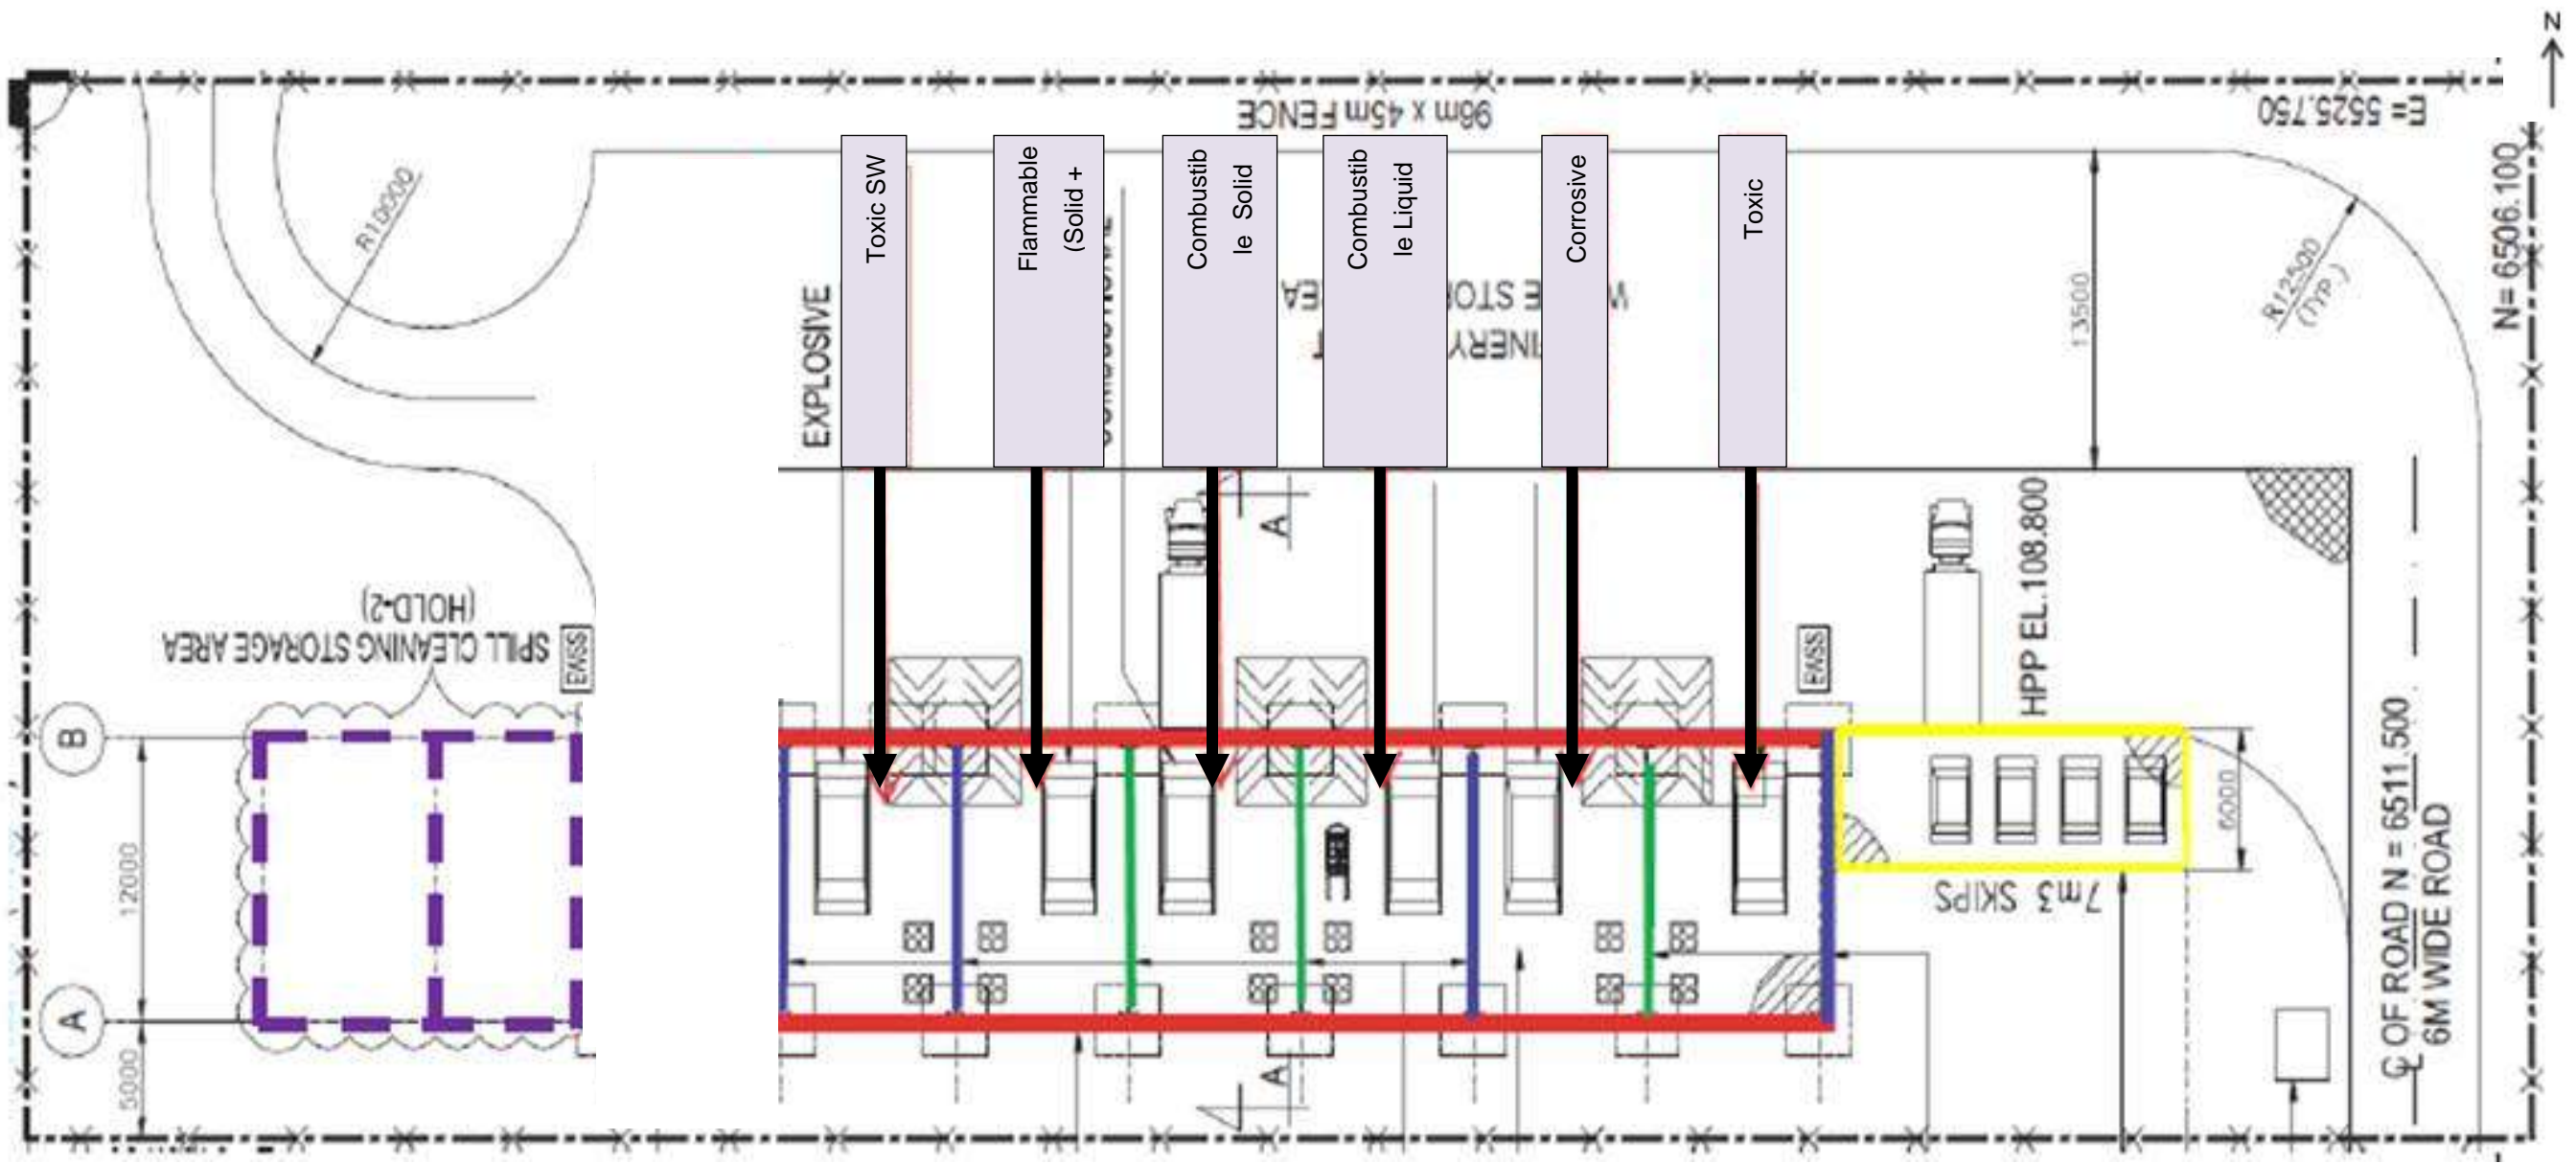 N
96m x 45m FENCE
E= 5525.750
N= 6506.100
R10000
R12500
(TYP.)
13500
EXPLOSIVE
Toxic SW
Flammable
(Solid +
Combustib
le Solid
Combustib
le Liquid
Corrosive
Toxic
A
SPILL CLEANING STORAGE AREA
(HOLD-2)
EWSS
EWSS
HPP EL.108.800
B
A
12000
5000
6000
7m3 SKIPS
A
℄ OF ROAD N = 6511.500
6M WIDE ROAD